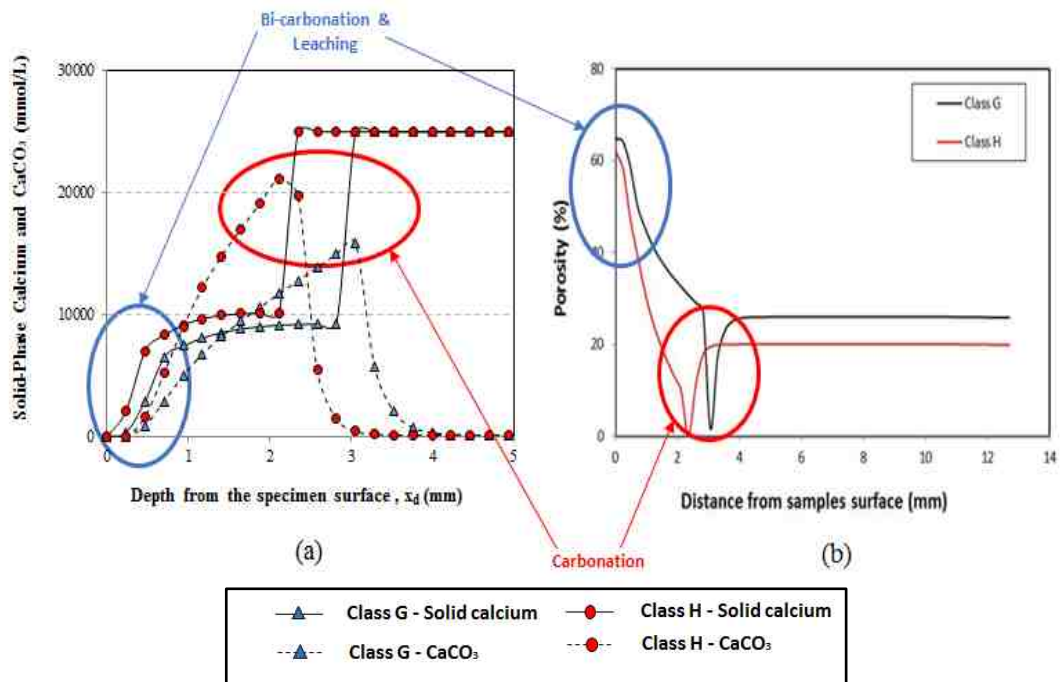 Bi-carbonation &
Leaching
Solid-Phase Calcium and CaCO₃ (mmol/L)
30000
20000
10000
0
0
1
2
3
4
5
Depth from the specimen surface , xd (mm)
(a)
80
60
40
20
0
Porosity (%)
Class G
Class H
0
2
4
6
8
10
12
14
Distance from samples surface (mm)
(b)
Carbonation
Class G - Solid calcium
Class H - Solid calcium
Class G - CaCO₃
Class H - CaCO₃